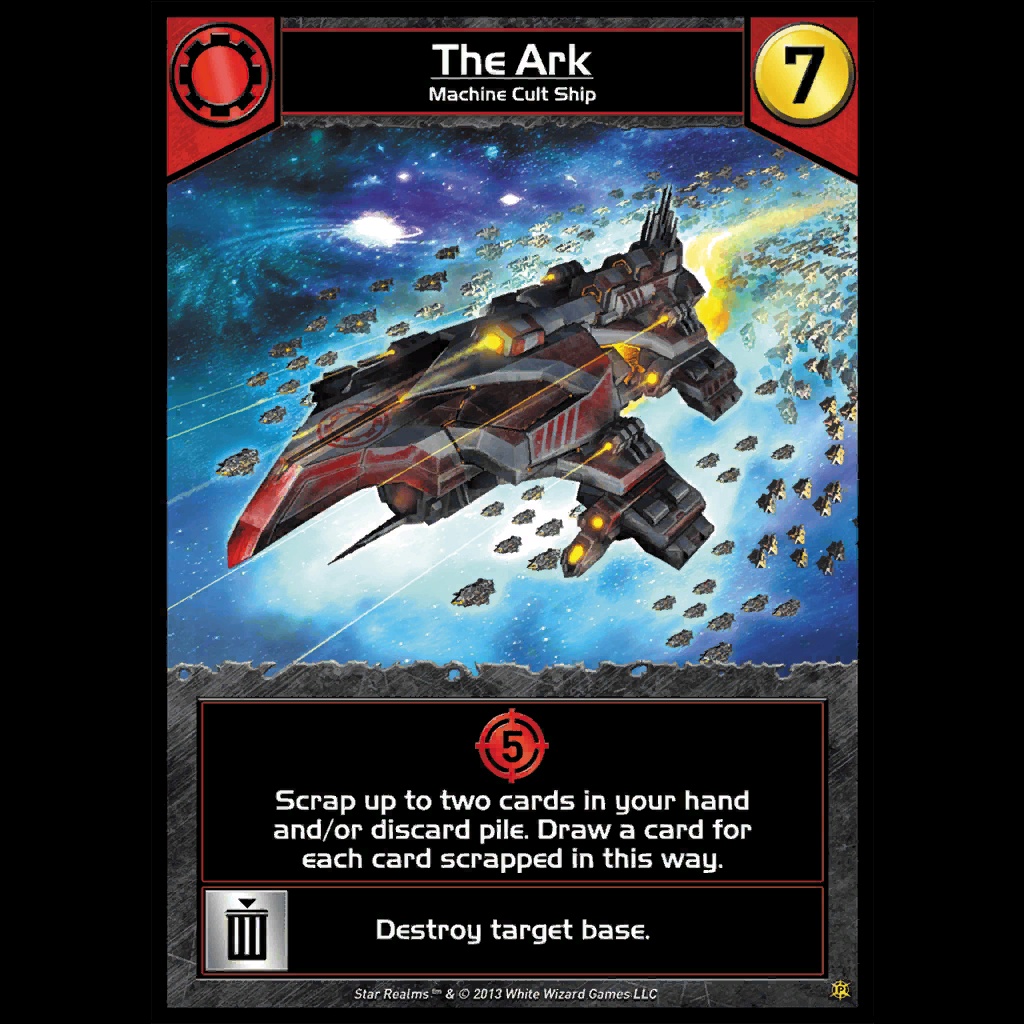 The Ark
Machine Cult Ship
7
5
Scrap up to two cards in your hand
and/or discard pile. Draw a card for
each card scrapped in this way.
Destroy target base.
Star Realms™ & © 2013 White Wizard Games LLC
P